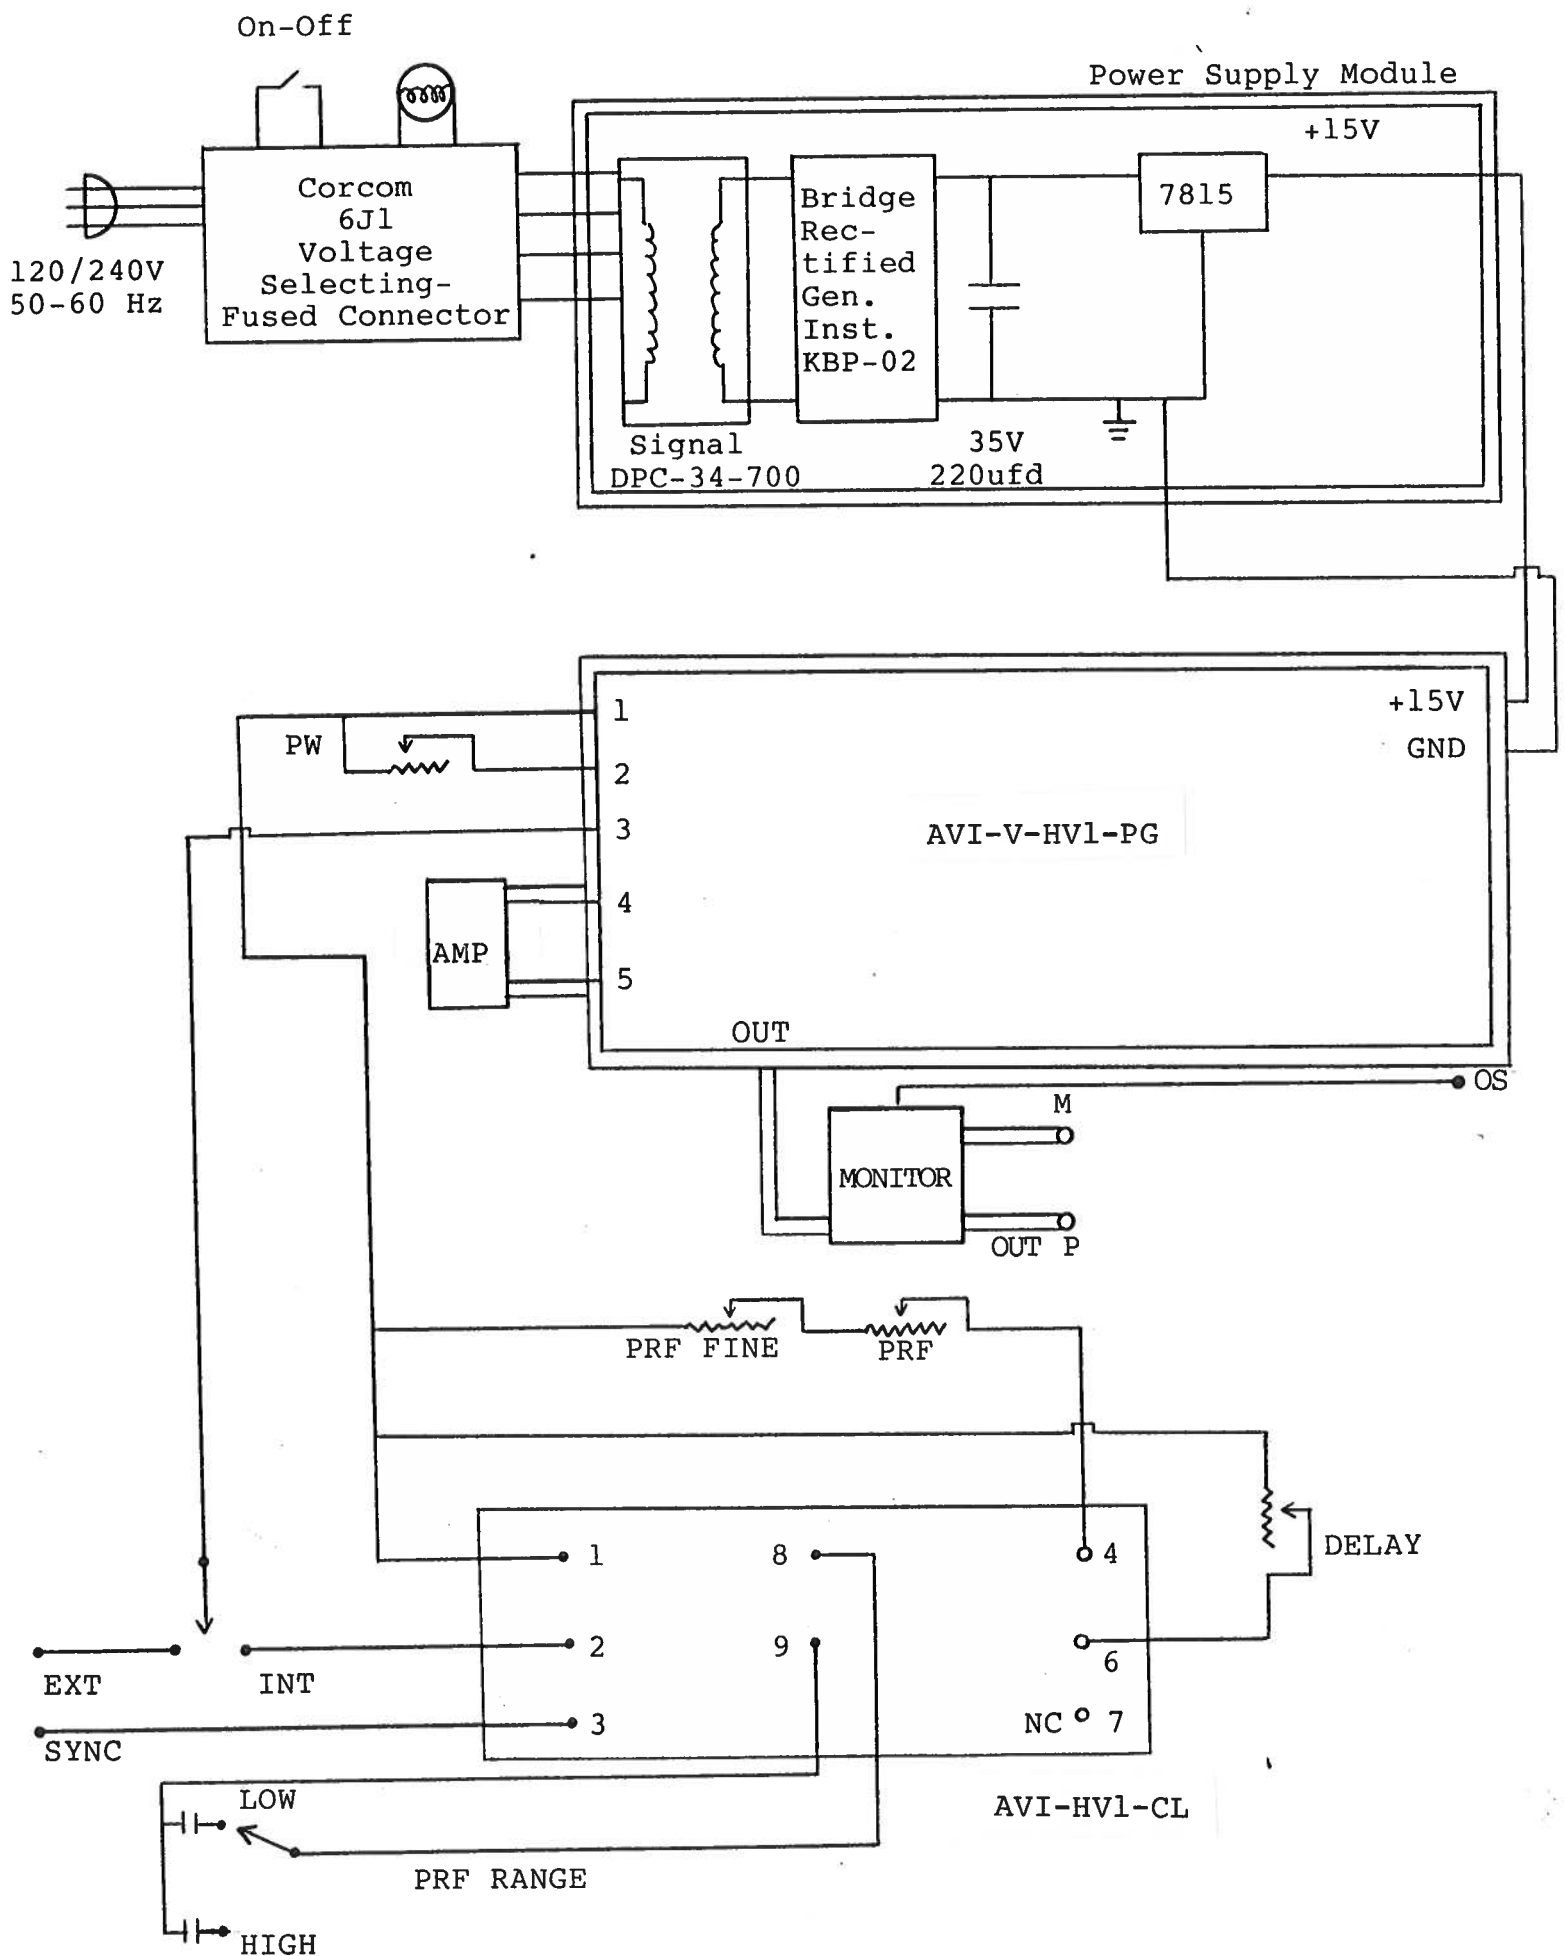 On-Off
Power Supply Module
+15V
Corcom
6J1
Voltage
Selecting-
Fused Connector
120/240V
50-60 Hz
Bridge
Rec-
tified
Gen.
Inst.
KBP-02
7815
Signal
DPC-34-700
35V
220ufd
1
PW
2
3
4
AMP
5
+15V
GND
AVI-V-HV1-PG
OUT
OS
M
MONITOR
OUT P
PRF FINE
PRF
DELAY
1
8
4
2
9
6
EXT
INT
3
NC
7
SYNC
LOW
AVI-HV1-CL
PRF RANGE
HIGH